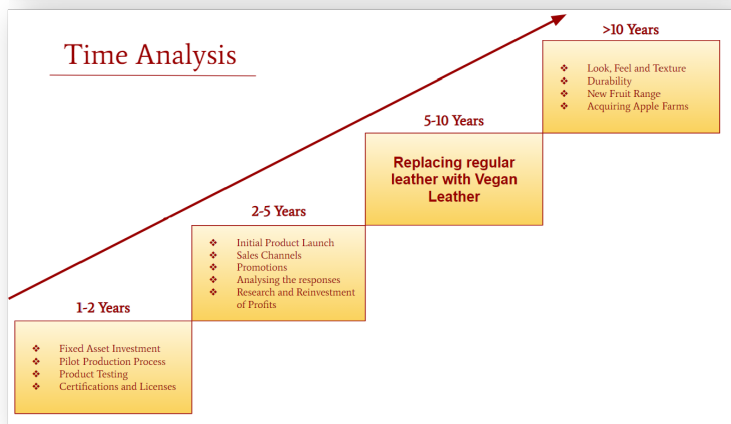 Time Analysis
>10 Years
❖ Look, Feel and Texture
❖ Durability
❖ New Fruit Range
❖ Acquiring Apple Farms
5-10 Years
Replacing regular
leather with Vegan
Leather
2-5 Years
❖ Initial Product Launch
❖ Sales Channels
❖ Promotions
❖ Analysing the responses
❖ Research and Reinvestment
of Profits
1-2 Years
❖ Fixed Asset Investment
❖ Pilot Production Process
❖ Product Testing
❖ Certifications and Licenses